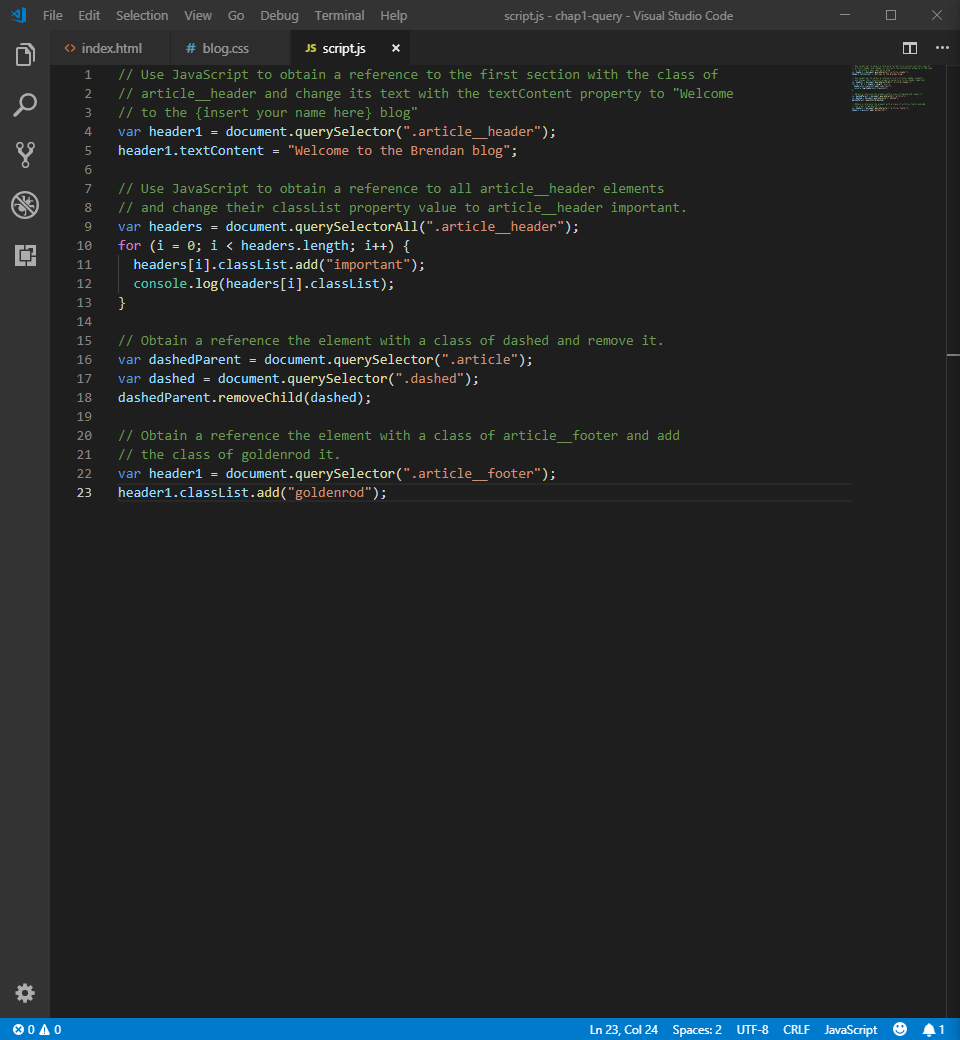 File Edit Selection View Go Debug Terminal Help script.js - chap1-query - Visual Studio Code
<> index.html # blog.css JS script.js
1 // Use JavaScript to obtain a reference to the first section with the class of
2 // article__header and change its text with the textContent property to "Welcome
3 // to the {insert your name here} blog"
4 var header1 = document.querySelector(".article__header");
5 header1.textContent = "Welcome to the Brendan blog";
6
7 // Use JavaScript to obtain a reference to all article__header elements
8 // and change their classList property value to article__header important.
9 var headers = document.querySelectorAll(".article__header");
10 for (i = 0; i < headers.length; i++) {
11   headers[i].classList.add("important");
12   console.log(headers[i].classList);
13 }
14
15 // Obtain a reference the element with a class of dashed and remove it.
16 var dashedParent = document.querySelector(".article");
17 var dashed = document.querySelector(".dashed");
18 dashedParent.removeChild(dashed);
19
20 // Obtain a reference the element with a class of article__footer and add
21 // the class of goldenrod it.
22 var header1 = document.querySelector(".article__footer");
23 header1.classList.add("goldenrod");
0 0 Ln 23, Col 24 Spaces: 2 UTF-8 CRLF JavaScript 1